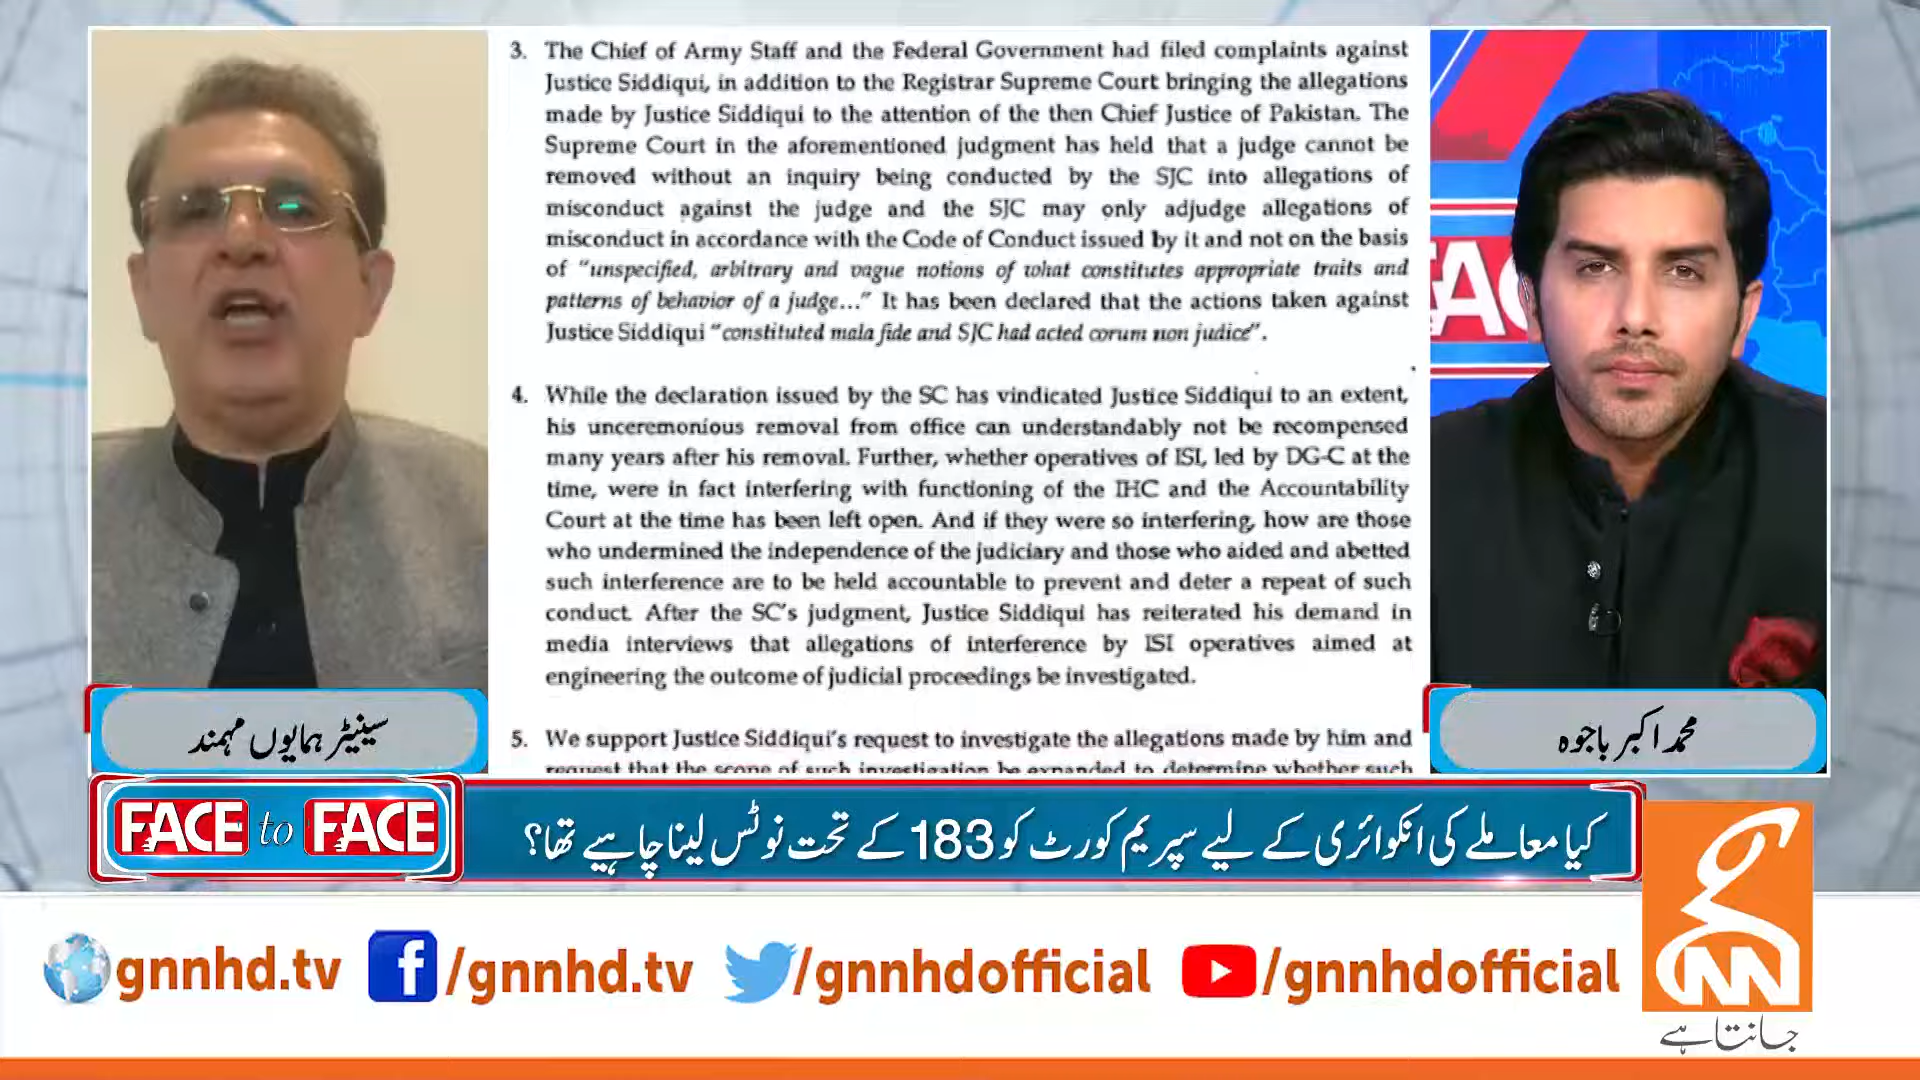 3. The Chief of Army Staff and the Federal Government had filed complaints against
Justice Siddiqui, in addition to the Registrar Supreme Court bringing the allegations
made by Justice Siddiqui to the attention of the then Chief Justice of Pakistan. The
Supreme Court in the aforementioned judgment has held that a judge cannot be
removed without an inquiry being conducted by the SJC into allegations of
misconduct against the judge and the SJC may only adjudge allegations of
misconduct in accordance with the Code of Conduct issued by it and not on the basis
of "unspecified, arbitrary and vague notions of what constitutes appropriate traits and
patterns of behavior of a judge..." It has been declared that the actions taken against
Justice Siddiqui "constituted mala fide and SJC had acted corum non judice".
4. While the declaration issued by the SC has vindicated Justice Siddiqui to an extent,
his unceremonious removal from office can understandably not be recompensed
many years after his removal. Further, whether operatives of ISI, led by DG-C at the
time, were in fact interfering with functioning of the IHC and the Accountability
Court at the time has been left open. And if they were so interfering, how are those
who undermined the independence of the judiciary and those who aided and abetted
such interference are to be held accountable to prevent and deter a repeat of such
conduct. After the SC's judgment, Justice Siddiqui has reiterated his demand in
media interviews that allegations of interference by ISI operatives aimed at
engineering the outcome of judicial proceedings be investigated.
5. We support Justice Siddiqui's request to investigate the allegations made by him and
request that the scope of such investigation be expanded to determine whether such
سینیٹر ہمایوں مہمند
محمد اکبر باجوہ
FACE to FACE
کیا معاملے کی انکوائری کے لیے سپریم کورٹ کو 183 کے تحت نوٹس لینا چاہیے تھا؟
gnnhd.tv
/gnnhd.tv
/gnnhdofficial
/gnnhdofficial
GNN
جانتا ہے